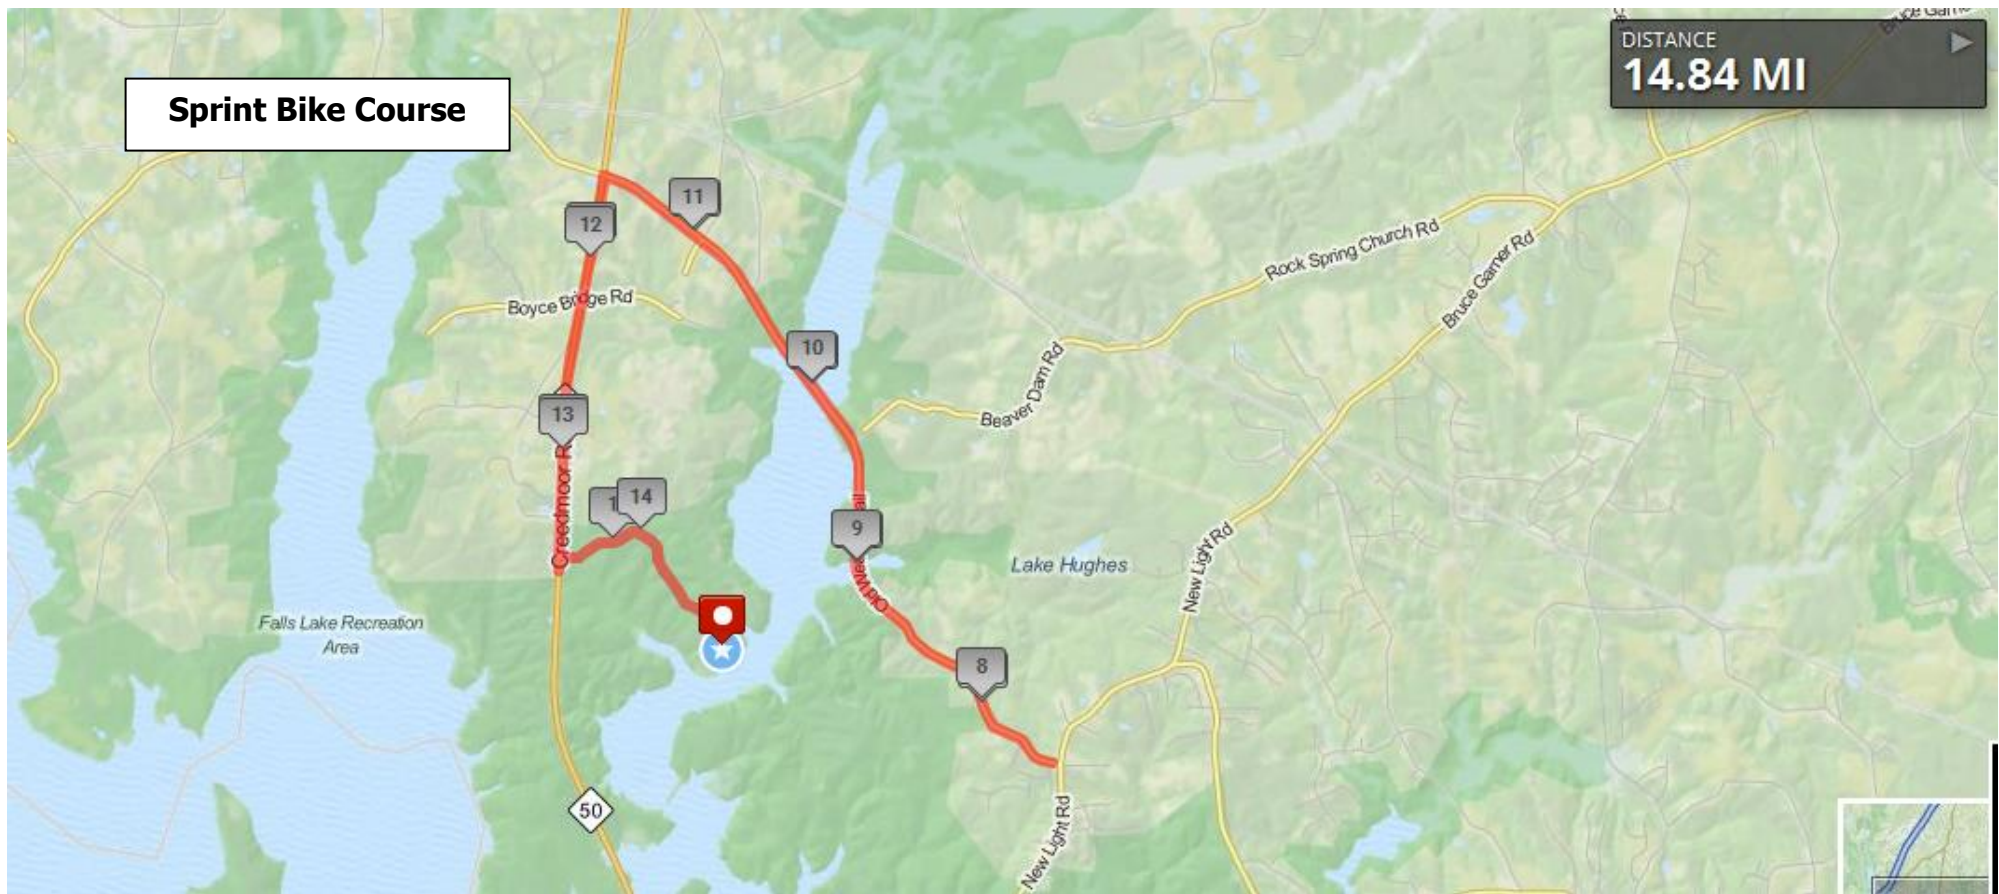 Sprint Bike Course
DISTANCE
14.84 MI
11
12
Rock Spring Church Rd
Bruce Garner Rd
Boyce Bridge Rd
10
Beaver Dam Rd
13
Creedmoor R
14
1
9
New Light Rd
Lake Hughes
Falls Lake Recreation
Area
8
50
New Light Rd